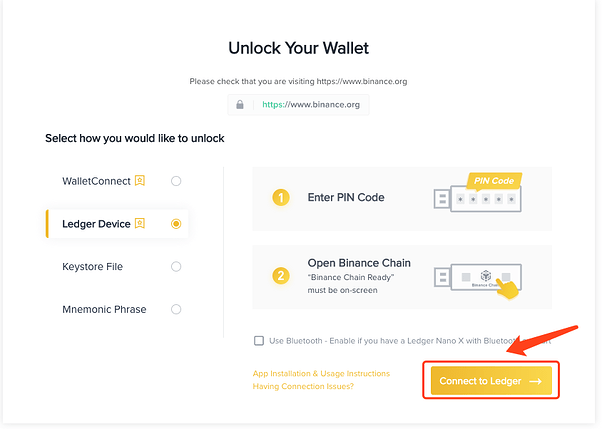 Unlock Your Wallet
Please check that you are visiting https://www.binance.org
https://www.binance.org
Select how you would like to unlock
WalletConnect
Ledger Device
Keystore File
Mnemonic Phrase
1
Enter PIN Code
PIN Code
* * * * *
2
Open Binance Chain
"Binance Chain Ready"
must be on-screen
Binance Chain
Use Bluetooth - Enable if you have a Ledger Nano X with Bluetooth
App Installation & Usage Instructions
Having Connection Issues?
Connect to Ledger